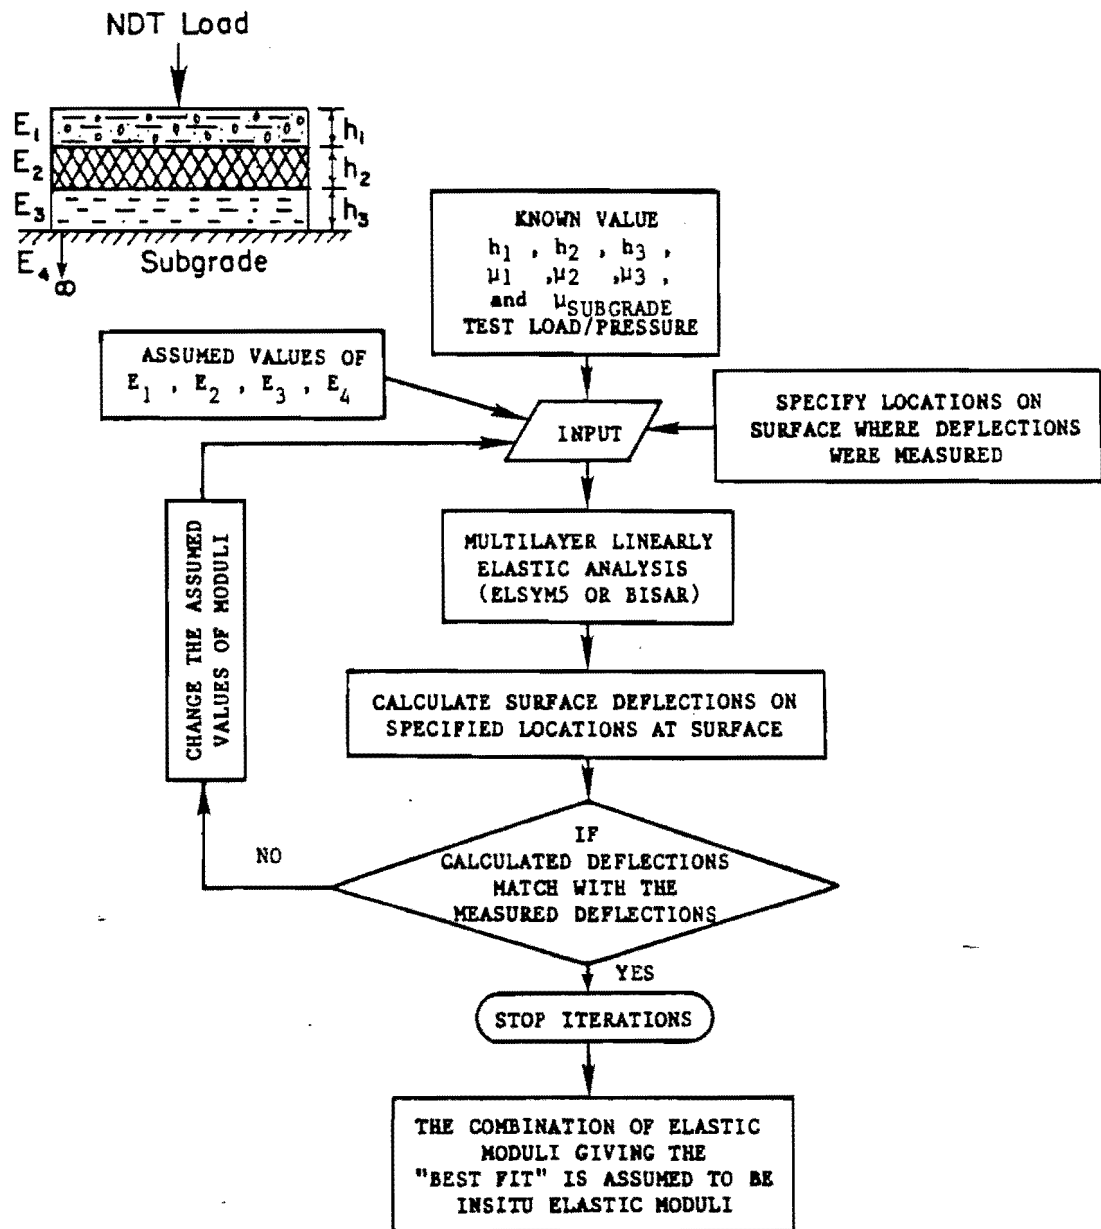 NDT Load
E1
h1
E2
h2
E3
h3
E4
∞
Subgrade
KNOWN VALUE
h1 , h2 , h3 ,
μ1 ,μ2 ,μ3 ,
and μSUBGRADE
TEST LOAD/PRESSURE
ASSUMED VALUES OF
E1 , E2 , E3 , E4
INPUT
SPECIFY LOCATIONS ON
SURFACE WHERE DEFLECTIONS
WERE MEASURED
CHANGE THE ASSUMED
VALUES OF MODULI
MULTILAYER LINEARLY
ELASTIC ANALYSIS
(ELSYM5 OR BISAR)
CALCULATE SURFACE DEFLECTIONS ON
SPECIFIED LOCATIONS AT SURFACE
IF
CALCULATED DEFLECTIONS
MATCH WITH THE
MEASURED DEFLECTIONS
NO
YES
STOP ITERATIONS
THE COMBINATION OF ELASTIC
MODULI GIVING THE
"BEST FIT" IS ASSUMED TO BE
INSITU ELASTIC MODULI